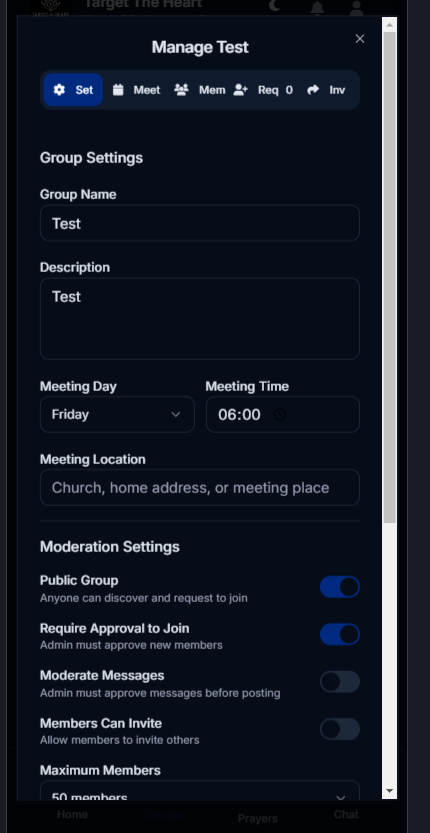 Target The Heart
TARGET THE HEART
Manage Test
Set Meet Mem Req 0 Inv
Group Settings
Group Name
Test
Description
Test
Meeting Day Meeting Time
Friday 06:00
Meeting Location
Church, home address, or meeting place
Moderation Settings
Public Group
Anyone can discover and request to join
Require Approval to Join
Admin must approve new members
Moderate Messages
Admin must approve messages before posting
Members Can Invite
Allow members to invite others
Maximum Members
50 members
Home Prayers Chat